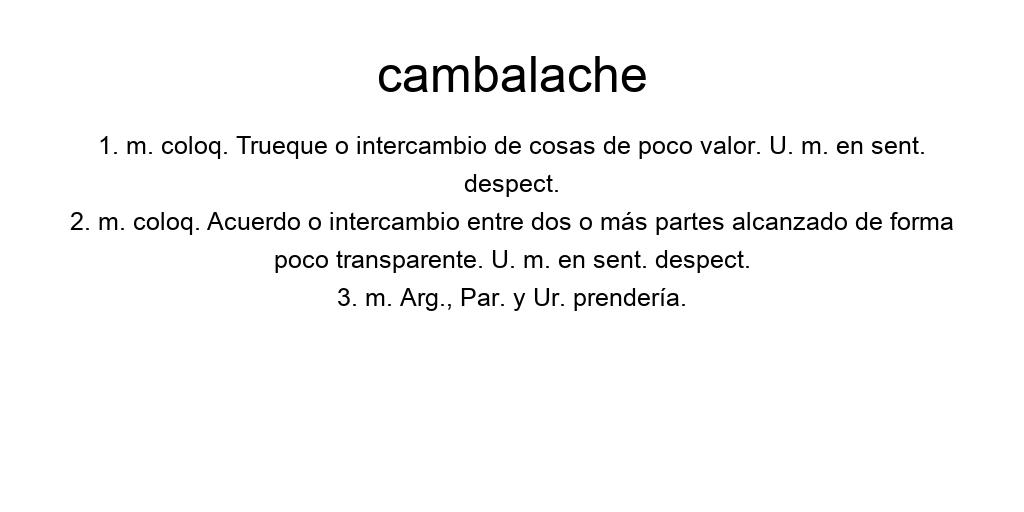 cambalache
1. m. coloq. Trueque o intercambio de cosas de poco valor. U. m. en sent.
despect.
2. m. coloq. Acuerdo o intercambio entre dos o más partes alcanzado de forma
poco transparente. U. m. en sent. despect.
3. m. Arg., Par. y Ur. prendería.